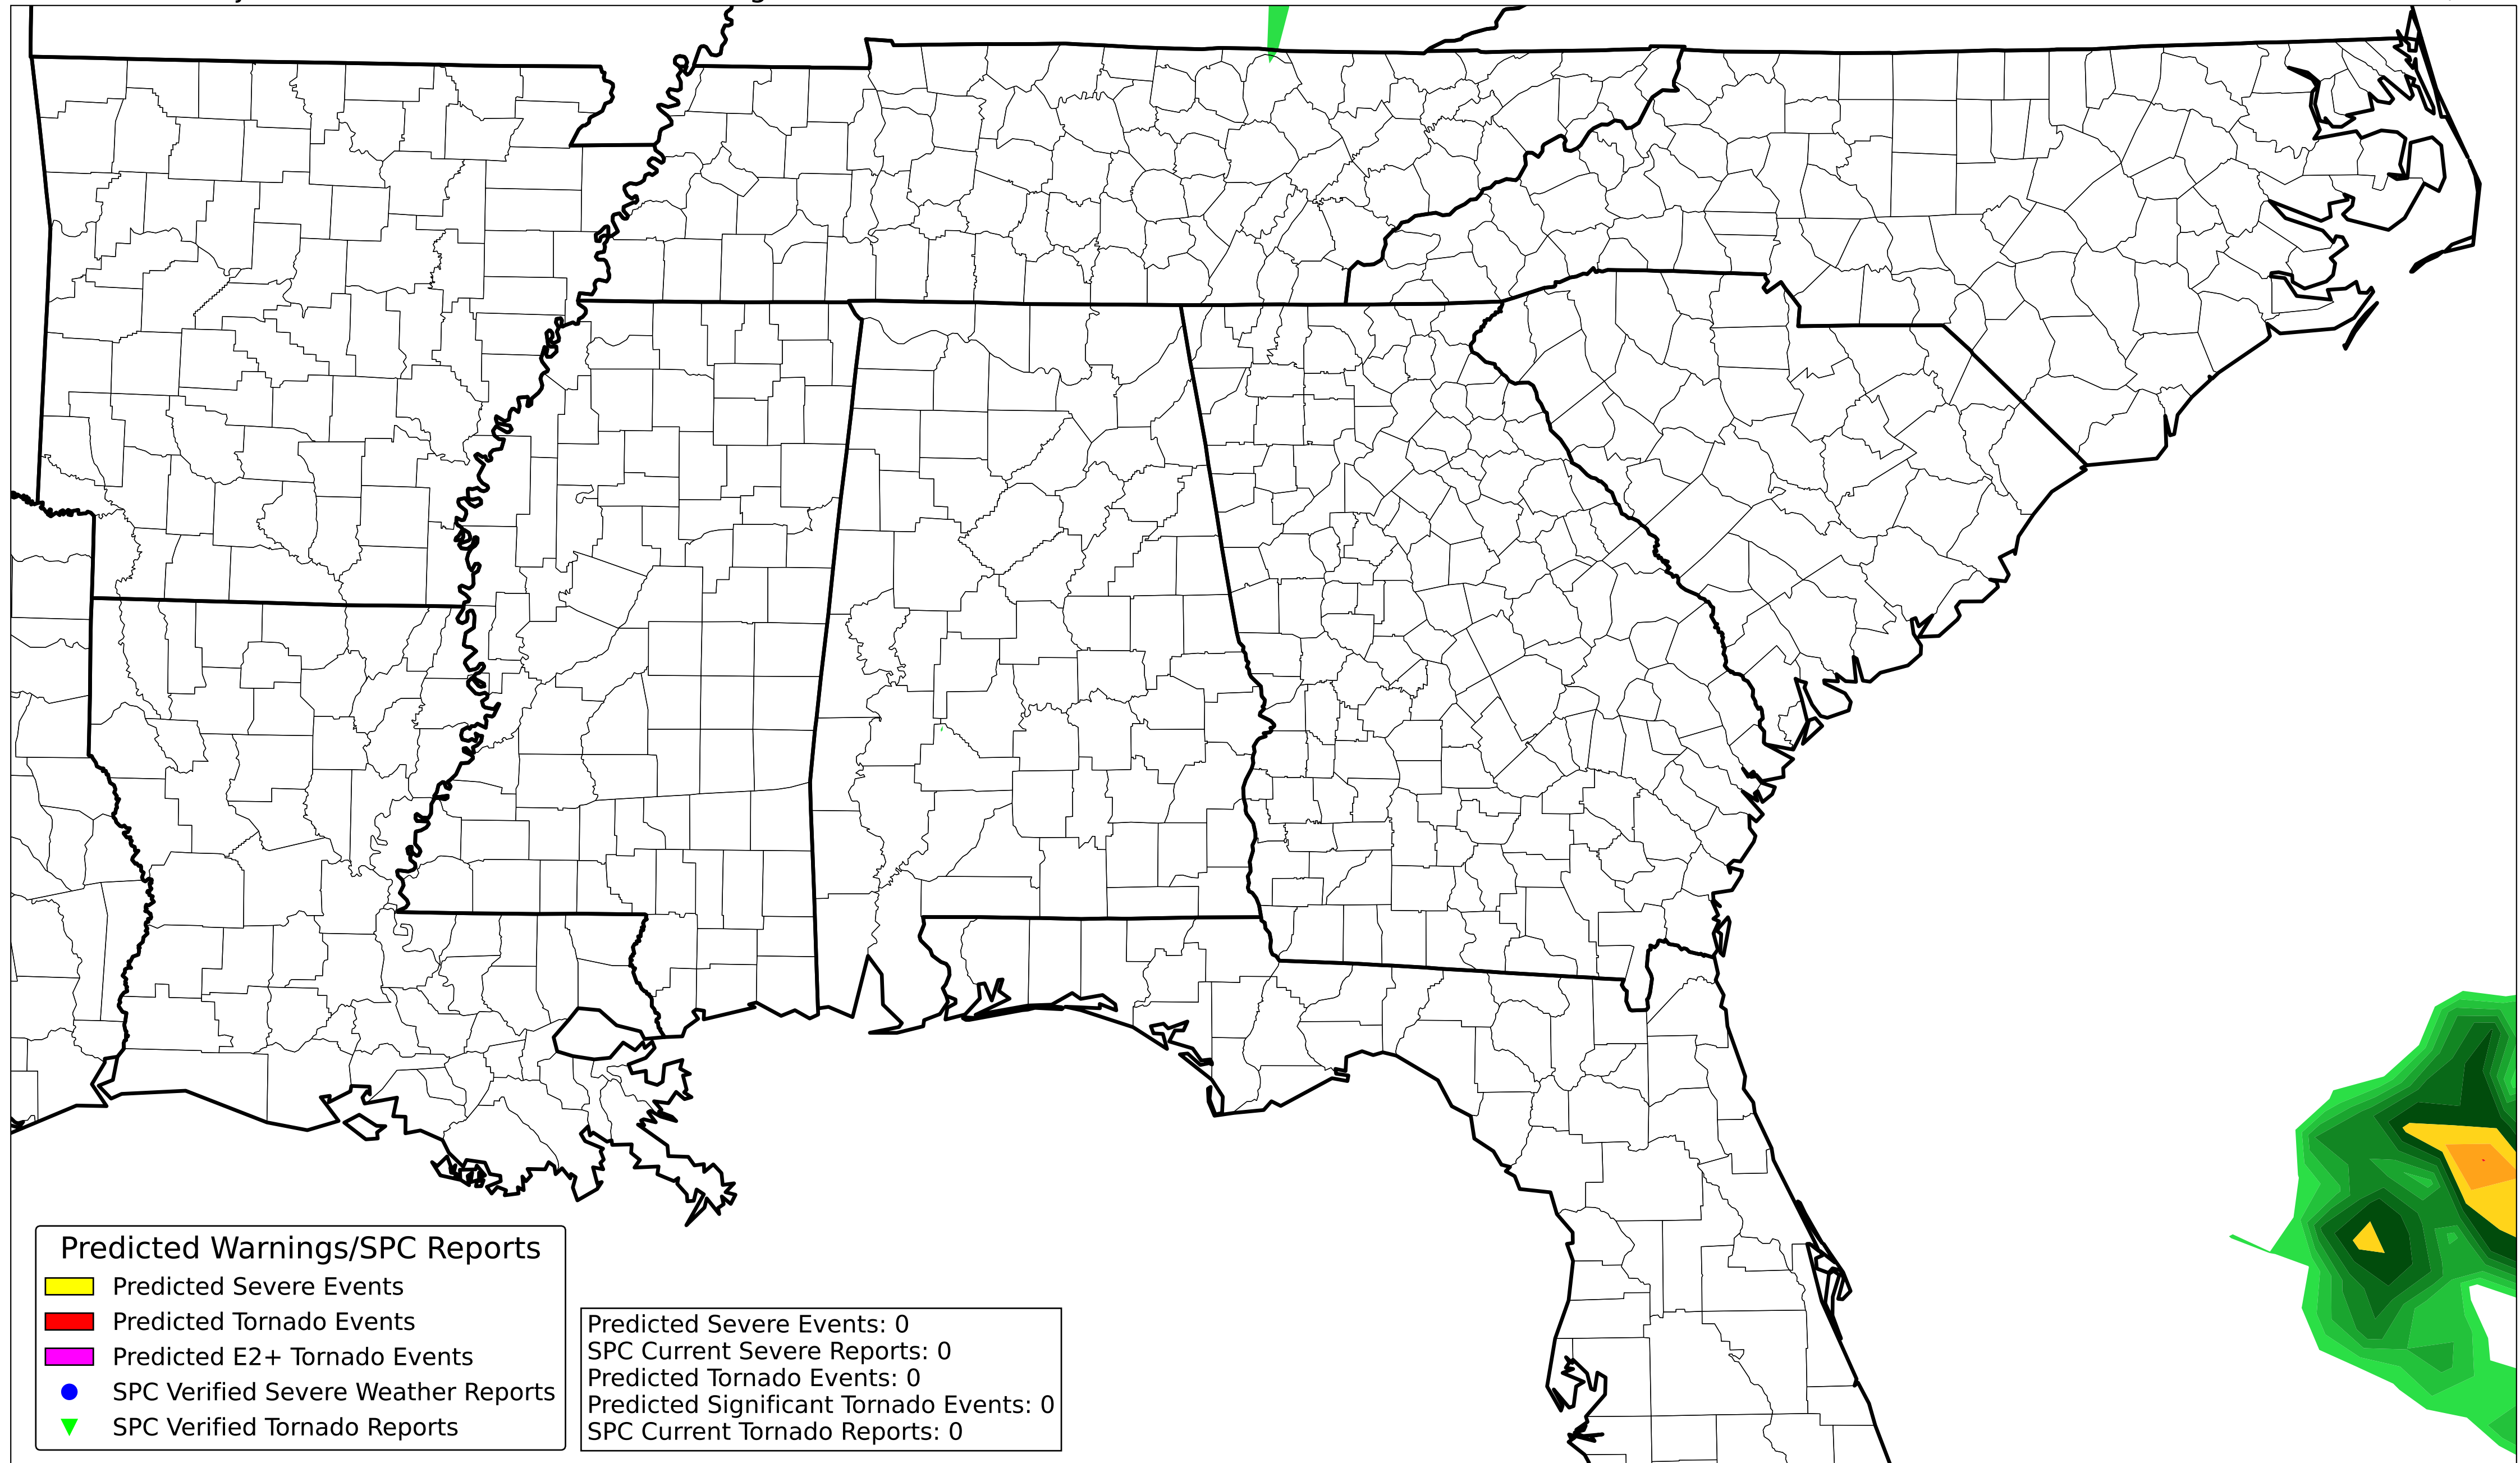 Predicted Warnings/SPC Reports
Predicted Severe Events
Predicted Tornado Events
Predicted E2+ Tornado Events
SPC Verified Severe Weather Reports
SPC Verified Tornado Reports
Predicted Severe Events: 0
SPC Current Severe Reports: 0
Predicted Tornado Events: 0
Predicted Significant Tornado Events: 0
SPC Current Tornado Reports: 0